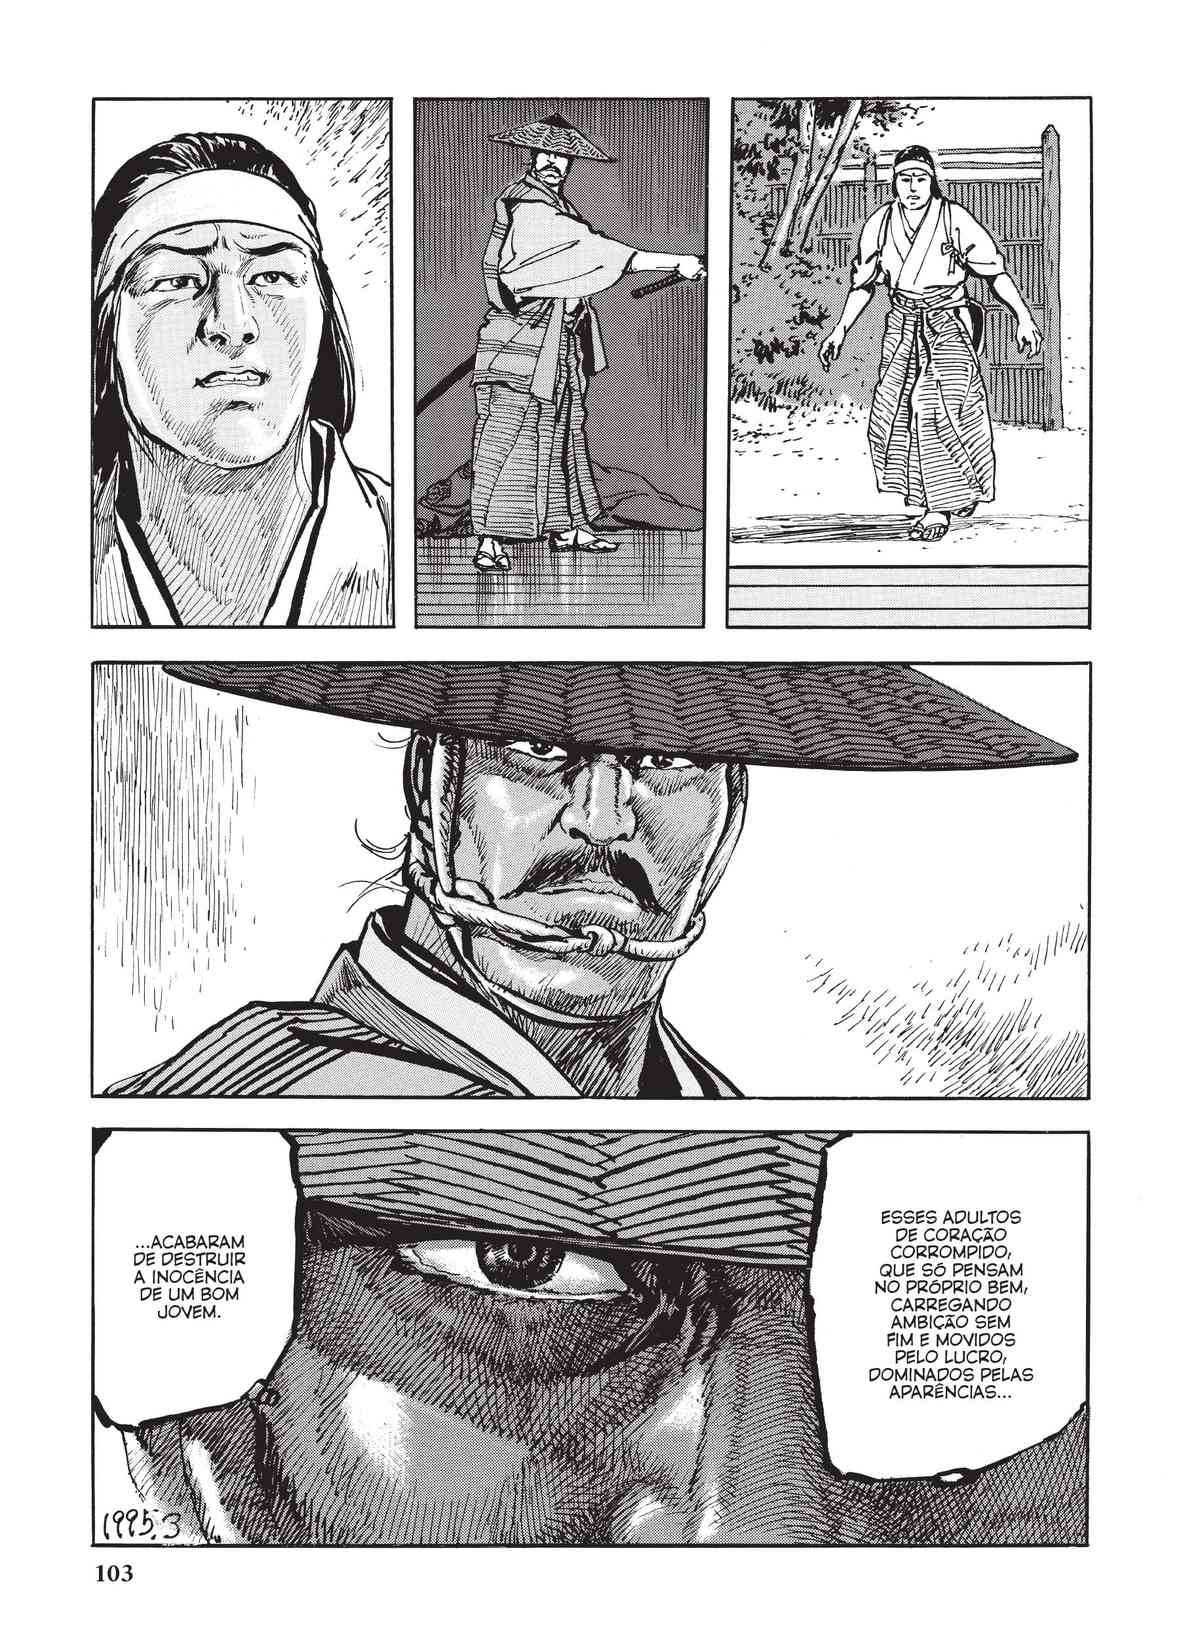 ESSES ADULTOS
DE CORAÇÃO
CORROMPIDO,
QUE SÓ PENSAM
NO PRÓPRIO BEM,
CARREGANDO
AMBIÇÃO SEM
FIM E MOVIDOS
PELO LUCRO,
DOMINADOS PELAS
APARÊNCIAS...
...ACABARAM
DE DESTRUIR
A INOCÊNCIA
DE UM BOM
JOVEM.
1995.3
103